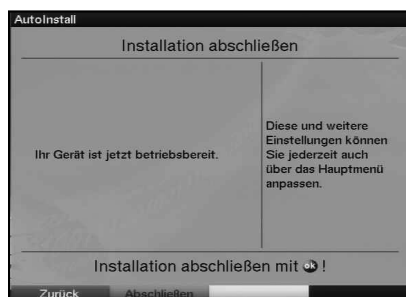 AutoInstall
Installation abschließen
Ihr Gerät ist jetzt betriebsbereit.
Diese und weitere
Einstellungen können
Sie jederzeit auch
über das Hauptmenü
anpassen.
Installation abschließen mit ok !
Zurück Abschließen